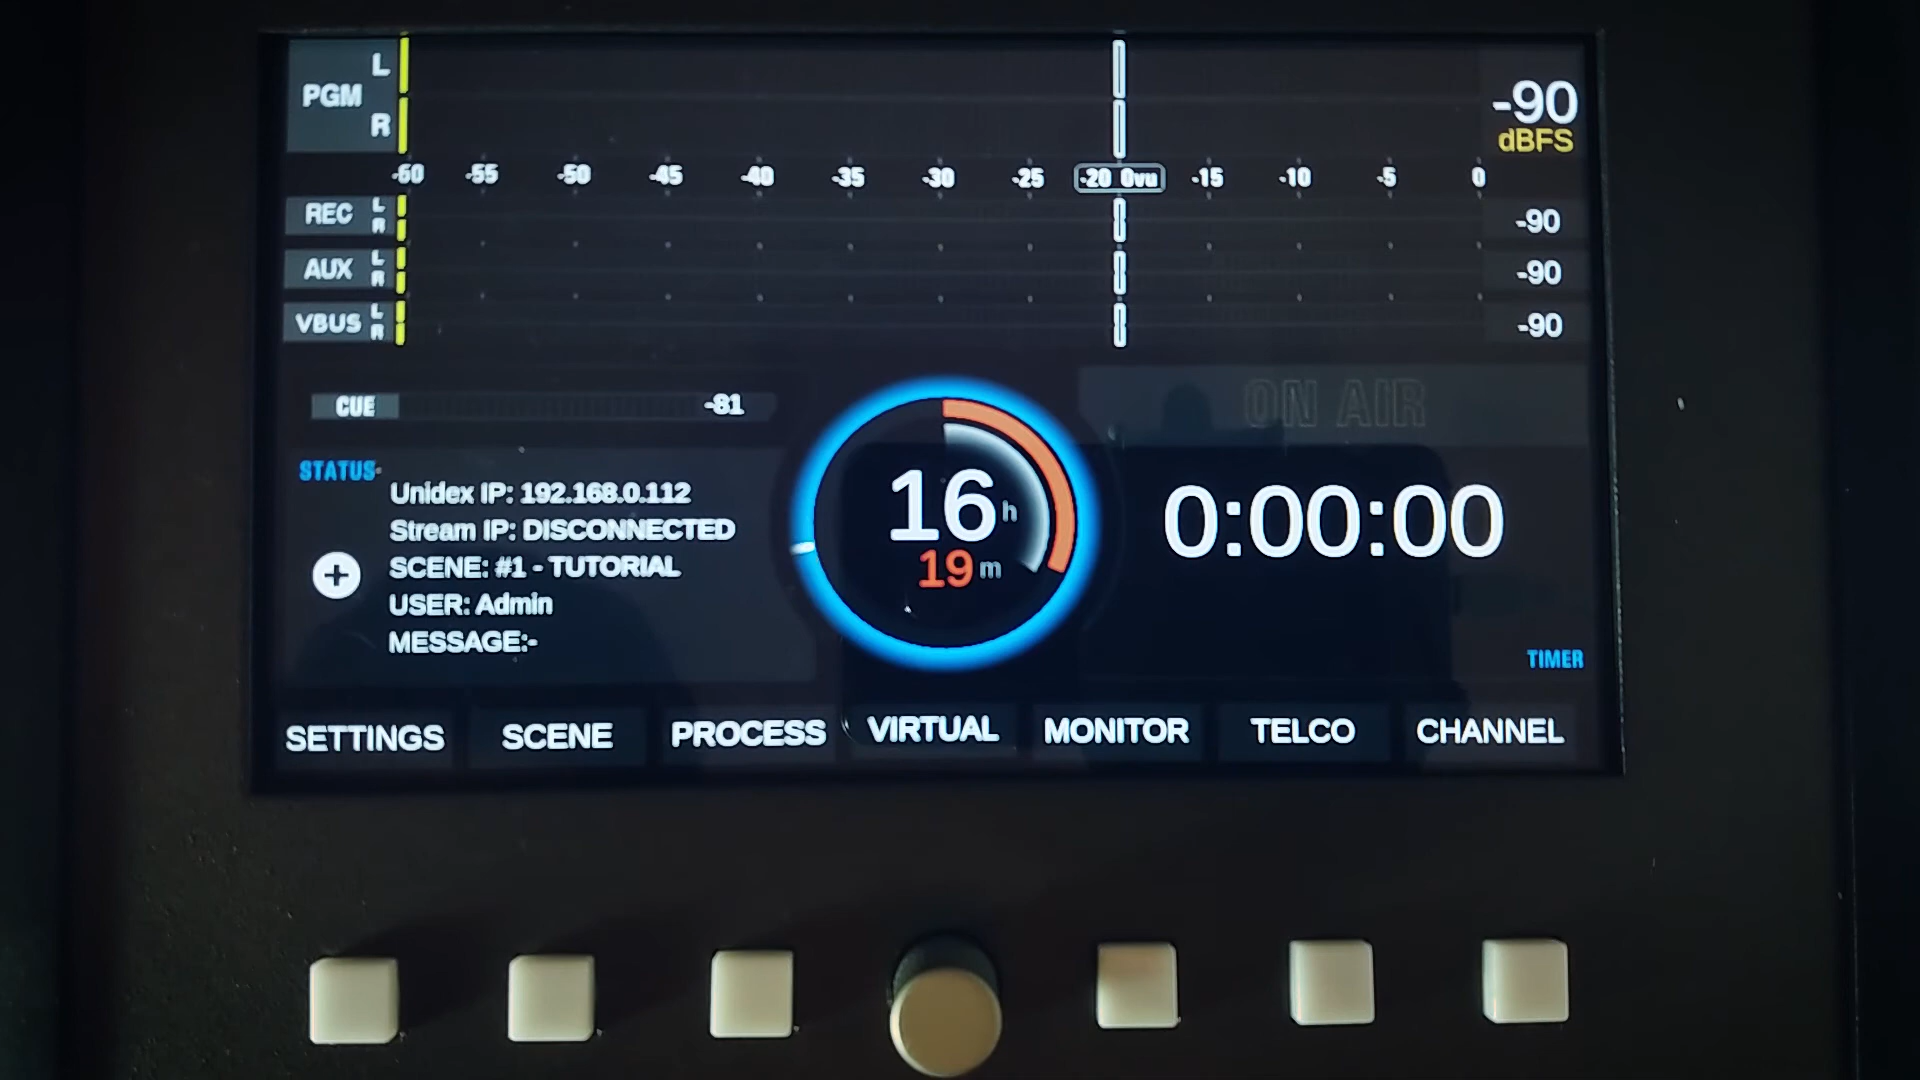 PGM L R -90 dBFS
-60 -55 -50 -45 -40 -35 -30 -25 -20 0vu -15 -10 -5 0
REC L R -90
AUX L R -90
VBUS L R -90
CUE -81
ON AIR
STATUS
Unidex IP: 192.168.0.112
Stream IP: DISCONNECTED
SCENE: #1 - TUTORIAL
USER: Admin
MESSAGE:-
16 h
19 m
0:00:00
TIMER
SETTINGS SCENE PROCESS VIRTUAL MONITOR TELCO CHANNEL